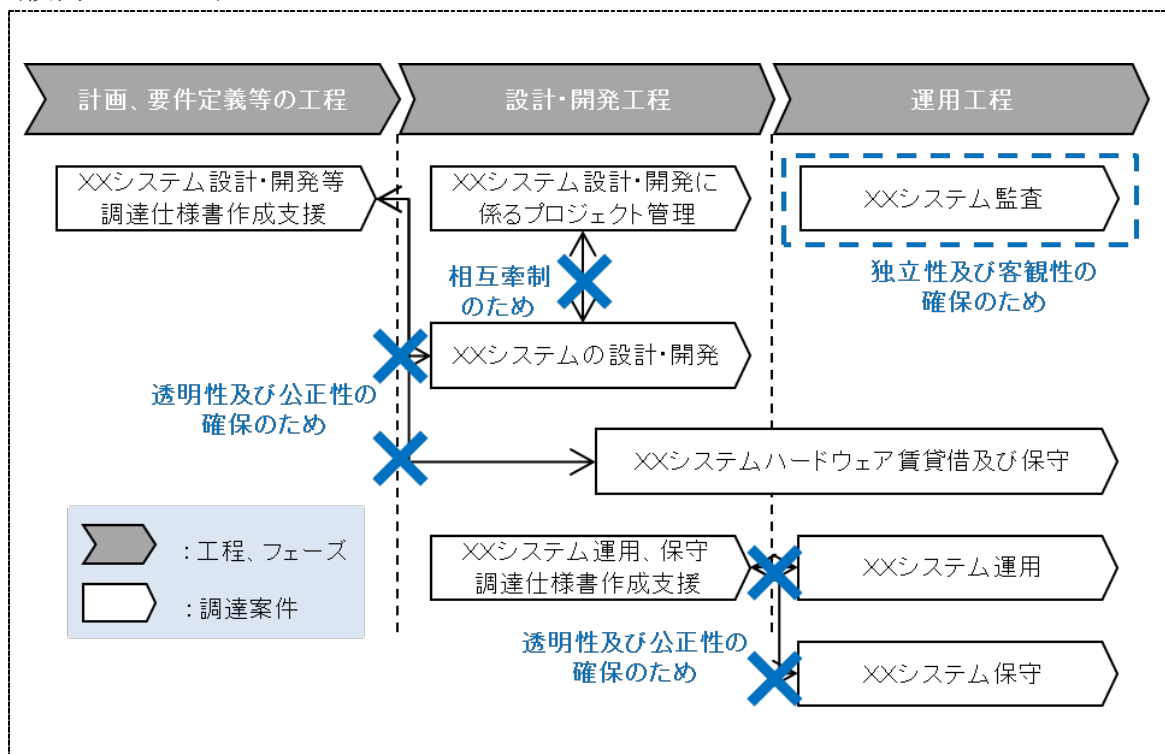 計画、要件定義等の工程
設計・開発工程
運用工程
XXシステム設計・開発等
調達仕様書作成支援
XXシステム設計・開発に
係るプロジェクト管理
XXシステム監査
相互牽制
のため
独立性及び客観性の
確保のため
XXシステムの設計・開発
透明性及び公正性の
確保のため
XXシステムハードウェア賃貸借及び保守
:工程、フェーズ
:調達案件
XXシステム運用、保守
調達仕様書作成支援
XXシステム運用
透明性及び公正性の
確保のため
XXシステム保守